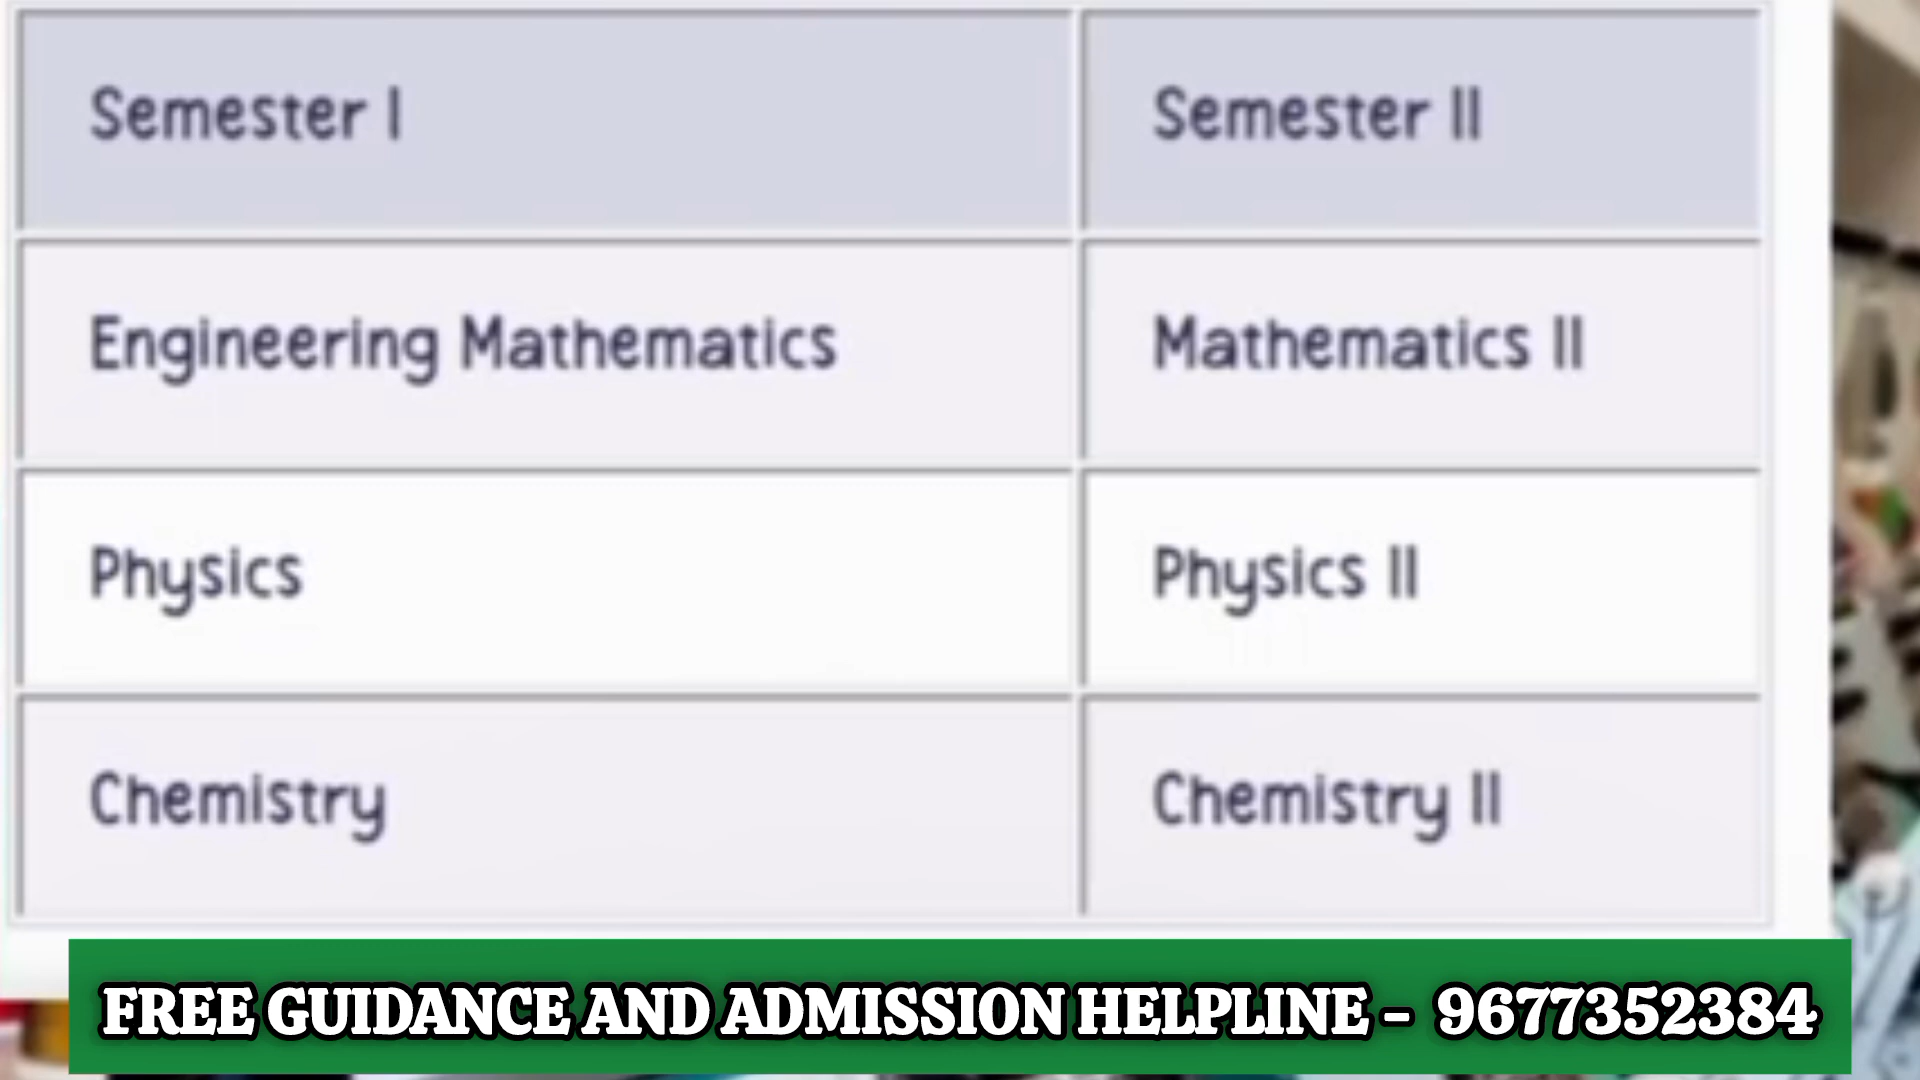 Semester I
Semester II
Engineering Mathematics
Mathematics II
Physics
Physics II
Chemistry
Chemistry II
FREE GUIDANCE AND ADMISSION HELPLINE - 9677352384